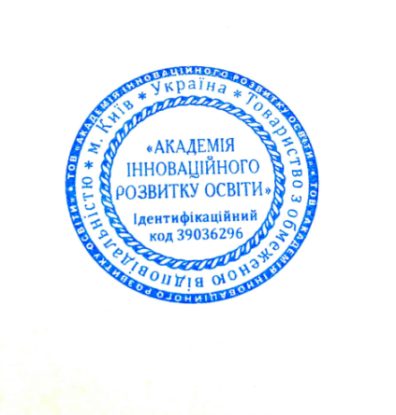 ТОВ «АКАДЕМІЯ ІННОВАЦІЙНОГО РОЗВИТКУ ОСВІТИ» * ТОВ «АКАДЕМІЯ ІННОВАЦІЙНОГО РОЗВИТКУ ОСВІТИ» *
* м. Київ * Україна * Товариство з обмеженою відповідальністю
«АКАДЕМІЯ
ІННОВАЦІЙНОГО
РОЗВИТКУ ОСВІТИ»
Ідентифікаційний
код 39036296